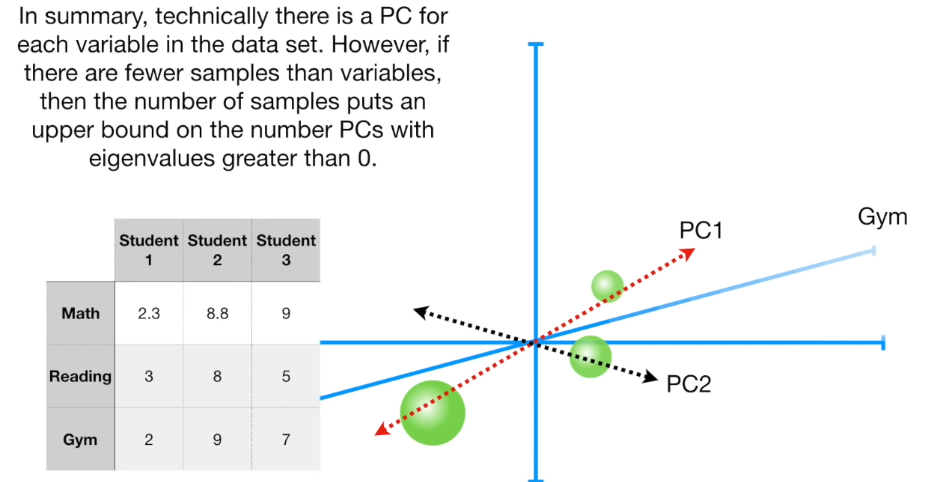 In summary, technically there is a PC for
each variable in the data set. However, if
there are fewer samples than variables,
then the number of samples puts an
upper bound on the number PCs with
eigenvalues greater than 0.
Student Student Student
1 2 3
Math 2.3 8.8 9
Reading 3 8 5
Gym 2 9 7
PC1
Gym
PC2